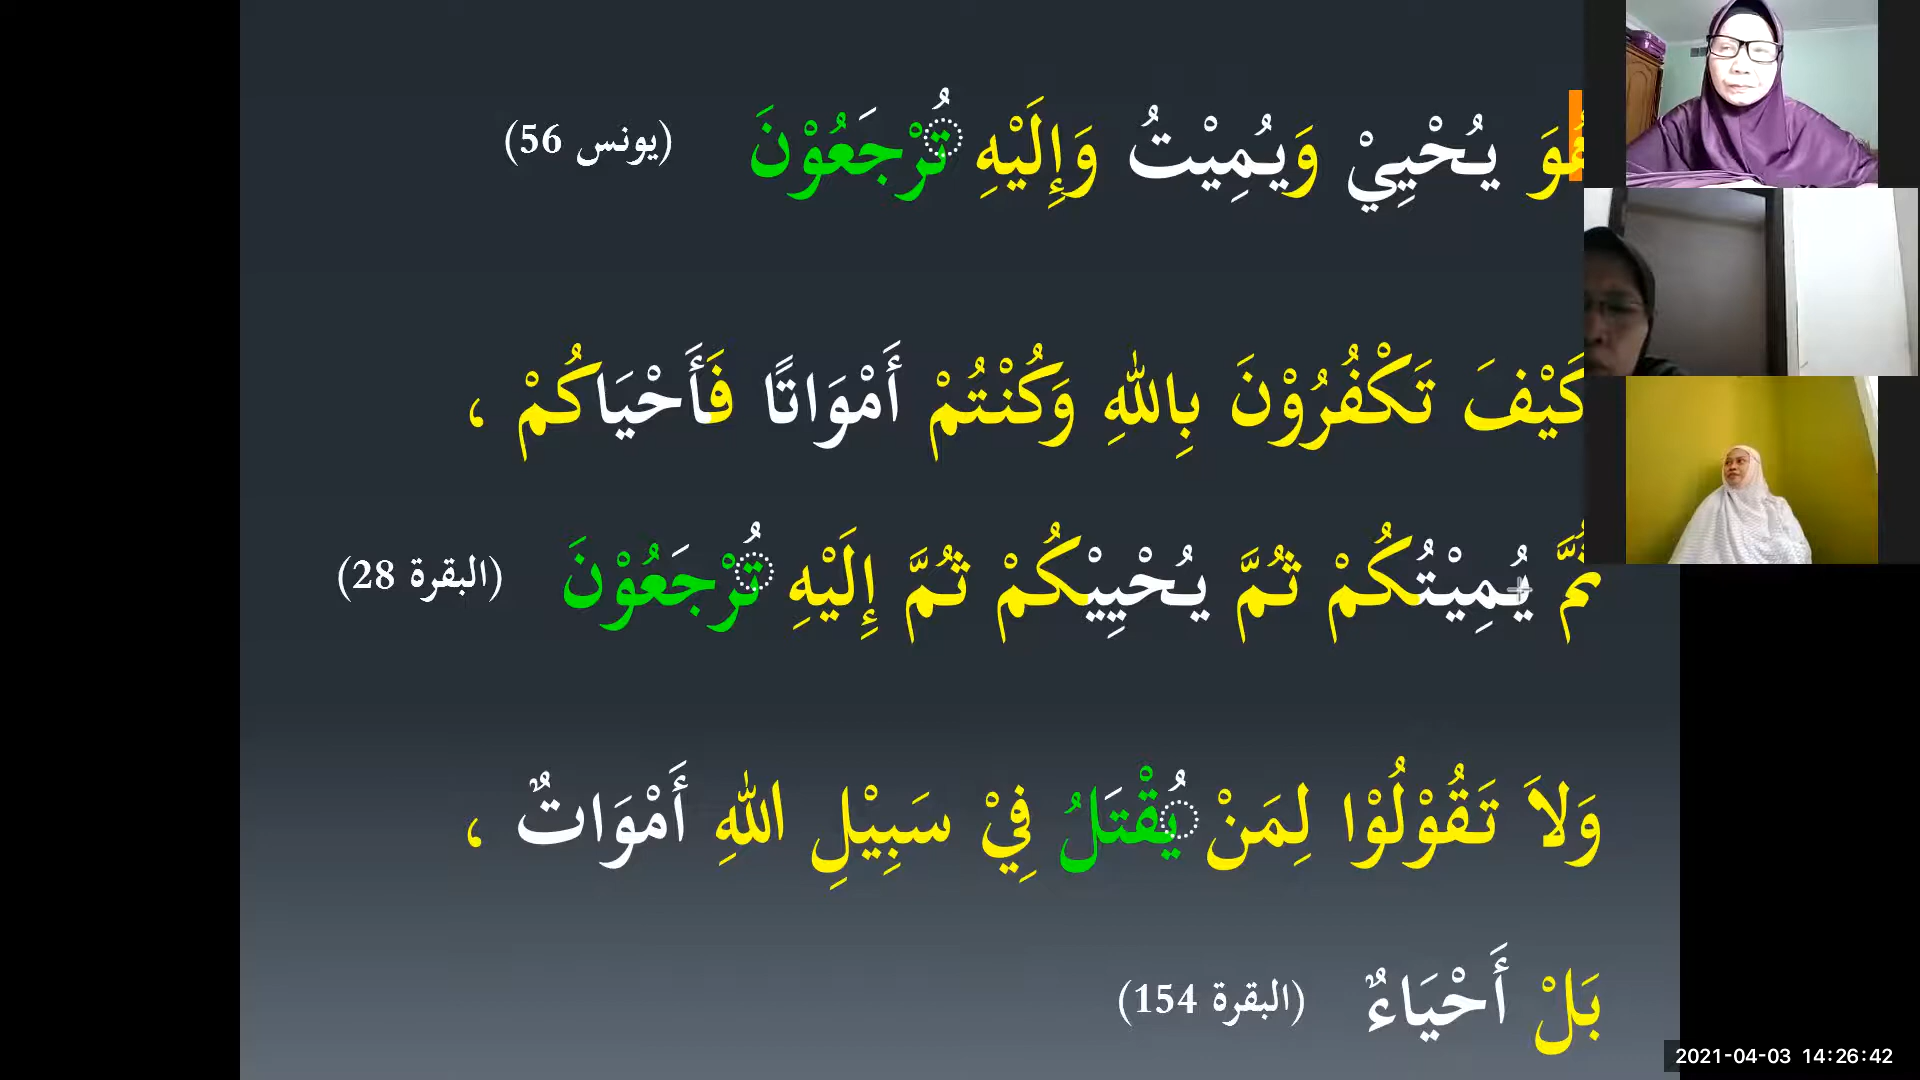 هُوَ يُحْيِيْ وَيُمِيْتُ وَإِلَيْهِ تُرْجَعُوْنَ (يونس 56)
كَيْفَ تَكْفُرُوْنَ بِاللهِ وَكُنْتُمْ أَمْوَاتًا فَأَحْيَاكُمْ ،
ثُمَّ يُمِيْتُكُمْ ثُمَّ يُحْيِيْكُمْ ثُمَّ إِلَيْهِ تُرْجَعُوْنَ (البقرة 28)
وَلاَ تَقُوْلُوْا لِمَنْ يُقْتَلُ فِيْ سَبِيْلِ اللهِ أَمْوَاتٌ ،
بَلْ أَحْيَاءٌ (البقرة 154)
2021-04-03 14:26:42